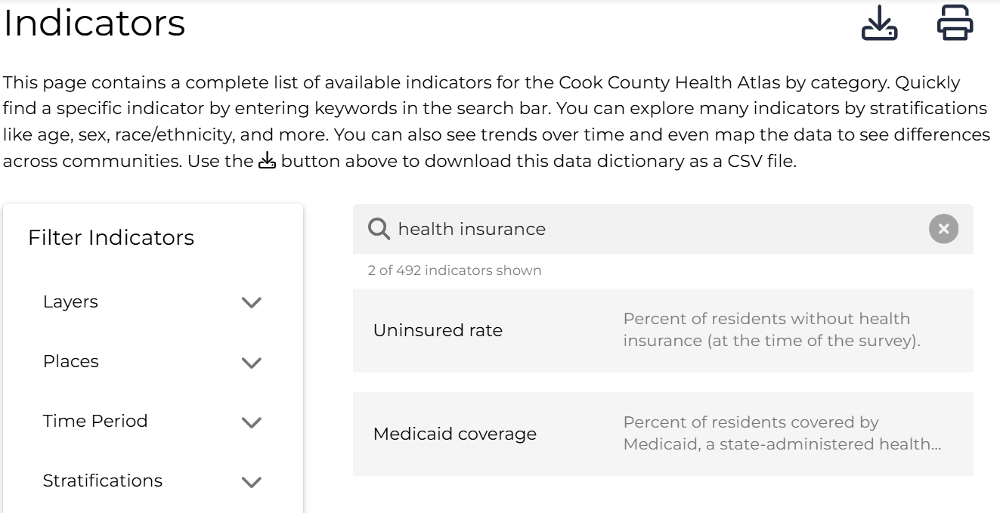 Indicators
This page contains a complete list of available indicators for the Cook County Health Atlas by category. Quickly
find a specific indicator by entering keywords in the search bar. You can explore many indicators by stratifications
like age, sex, race/ethnicity, and more. You can also see trends over time and even map the data to see differences
across communities. Use the button above to download this data dictionary as a CSV file.
Filter Indicators
Layers
Places
Time Period
Stratifications
health insurance
2 of 492 indicators shown
Uninsured rate
Percent of residents without health
insurance (at the time of the survey).
Medicaid coverage
Percent of residents covered by
Medicaid, a state-administered health...